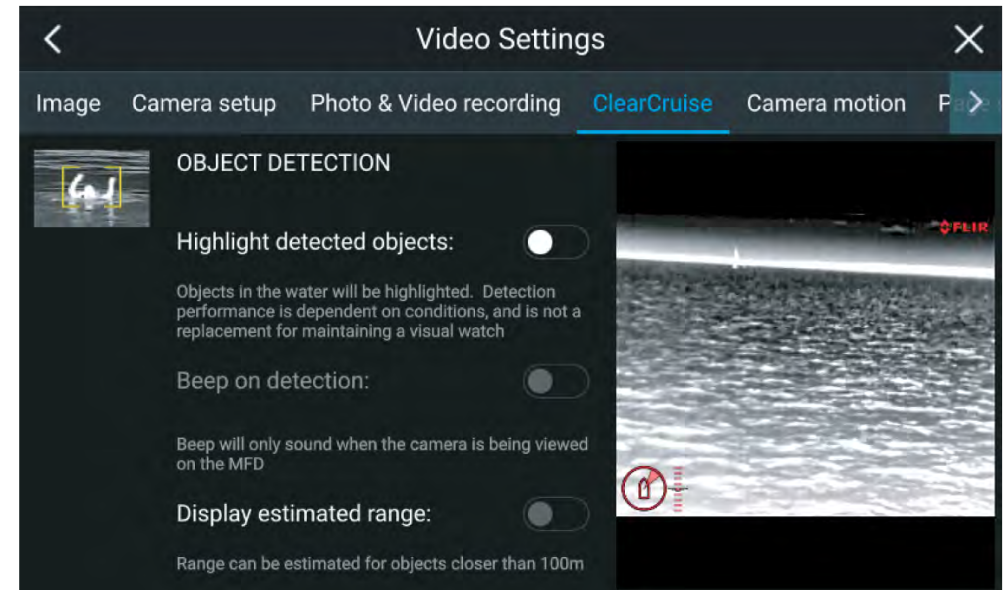 Video Settings
Image Camera setup Photo & Video recording ClearCruise Camera motion
OBJECT DETECTION
Highlight detected objects:
Objects in the water will be highlighted. Detection
performance is dependent on conditions, and is not a
replacement for maintaining a visual watch
Beep on detection:
Beep will only sound when the camera is being viewed
on the MFD
Display estimated range:
Range can be estimated for objects closer than 100m
FLIR